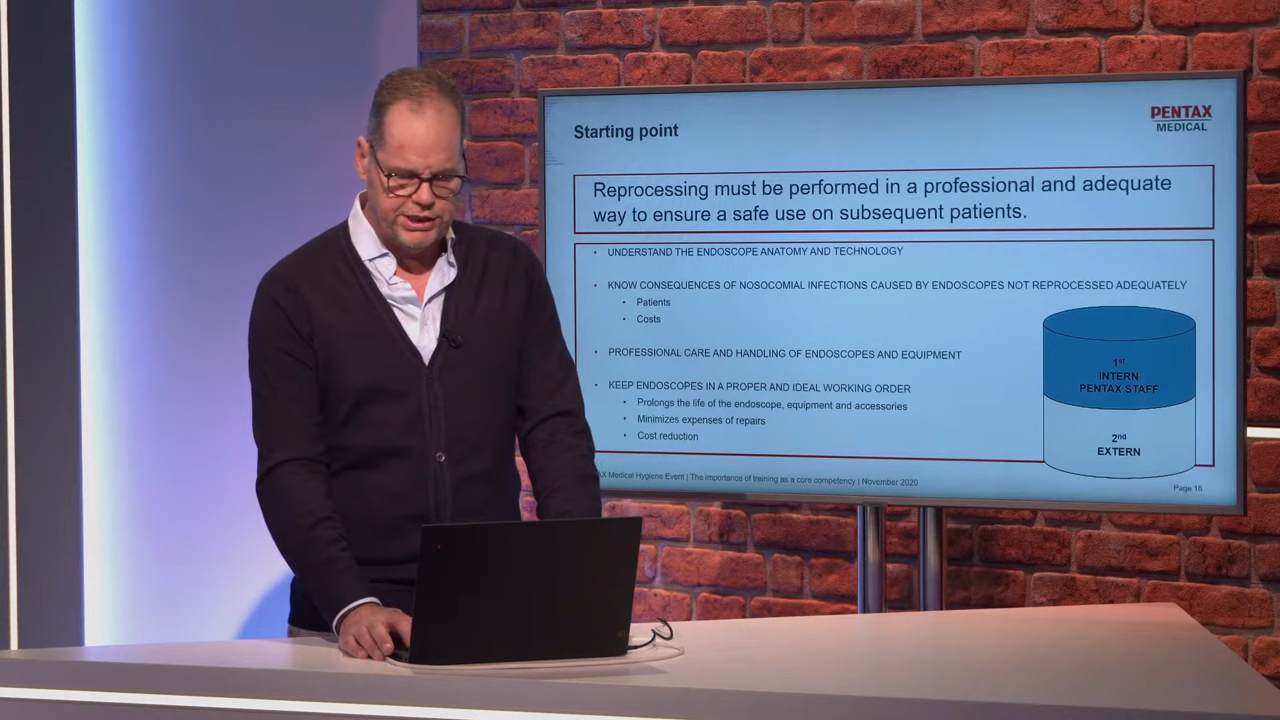 Starting point
PENTAX
MEDICAL
Reprocessing must be performed in a professional and adequate
way to ensure a safe use on subsequent patients.
• UNDERSTAND THE ENDOSCOPE ANATOMY AND TECHNOLOGY
• KNOW CONSEQUENCES OF NOSOCOMIAL INFECTIONS CAUSED BY ENDOSCOPES NOT REPROCESSED ADEQUATELY
• Patients
• Costs
• PROFESSIONAL CARE AND HANDLING OF ENDOSCOPES AND EQUIPMENT
• KEEP ENDOSCOPES IN A PROPER AND IDEAL WORKING ORDER
• Prolongs the life of the endoscope, equipment and accessories
• Minimizes expenses of repairs
• Cost reduction
1st
INTERN
PENTAX STAFF
2nd
EXTERN
AX Medical Hygiene Event | The importance of training as a core competency | November 2020
Page 16